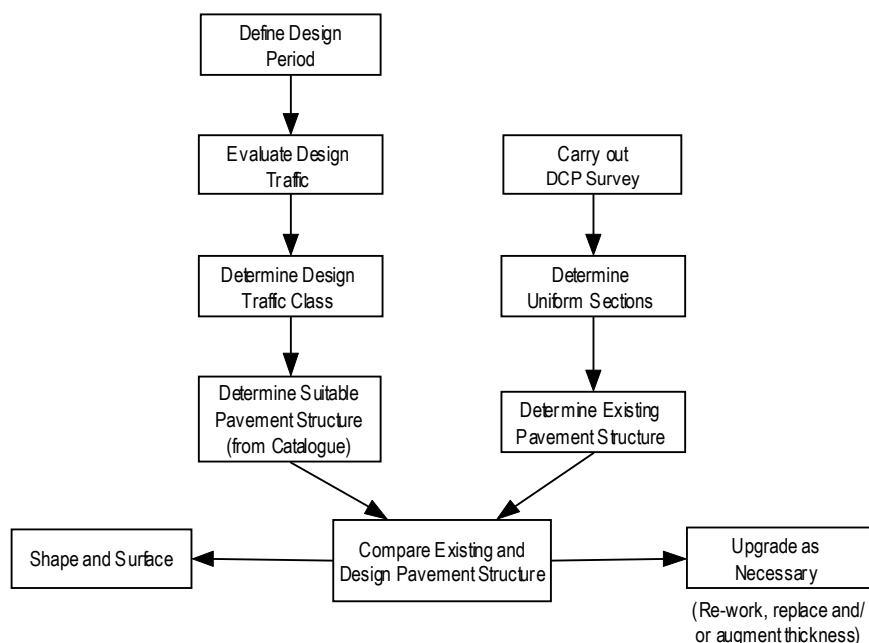 Define Design
Period
Evaluate Design
Traffic
Carry out
DCP Survey
Determine Design
Traffic Class
Determine
Uniform Sections
Determine Suitable
Pavement Structure
(from Catalogue)
Determine Existing
Pavement Structure
Shape and Surface
Compare Existing and
Design Pavement Structure
Upgrade as
Necessary
(Re-work, replace and/
or augment thickness)